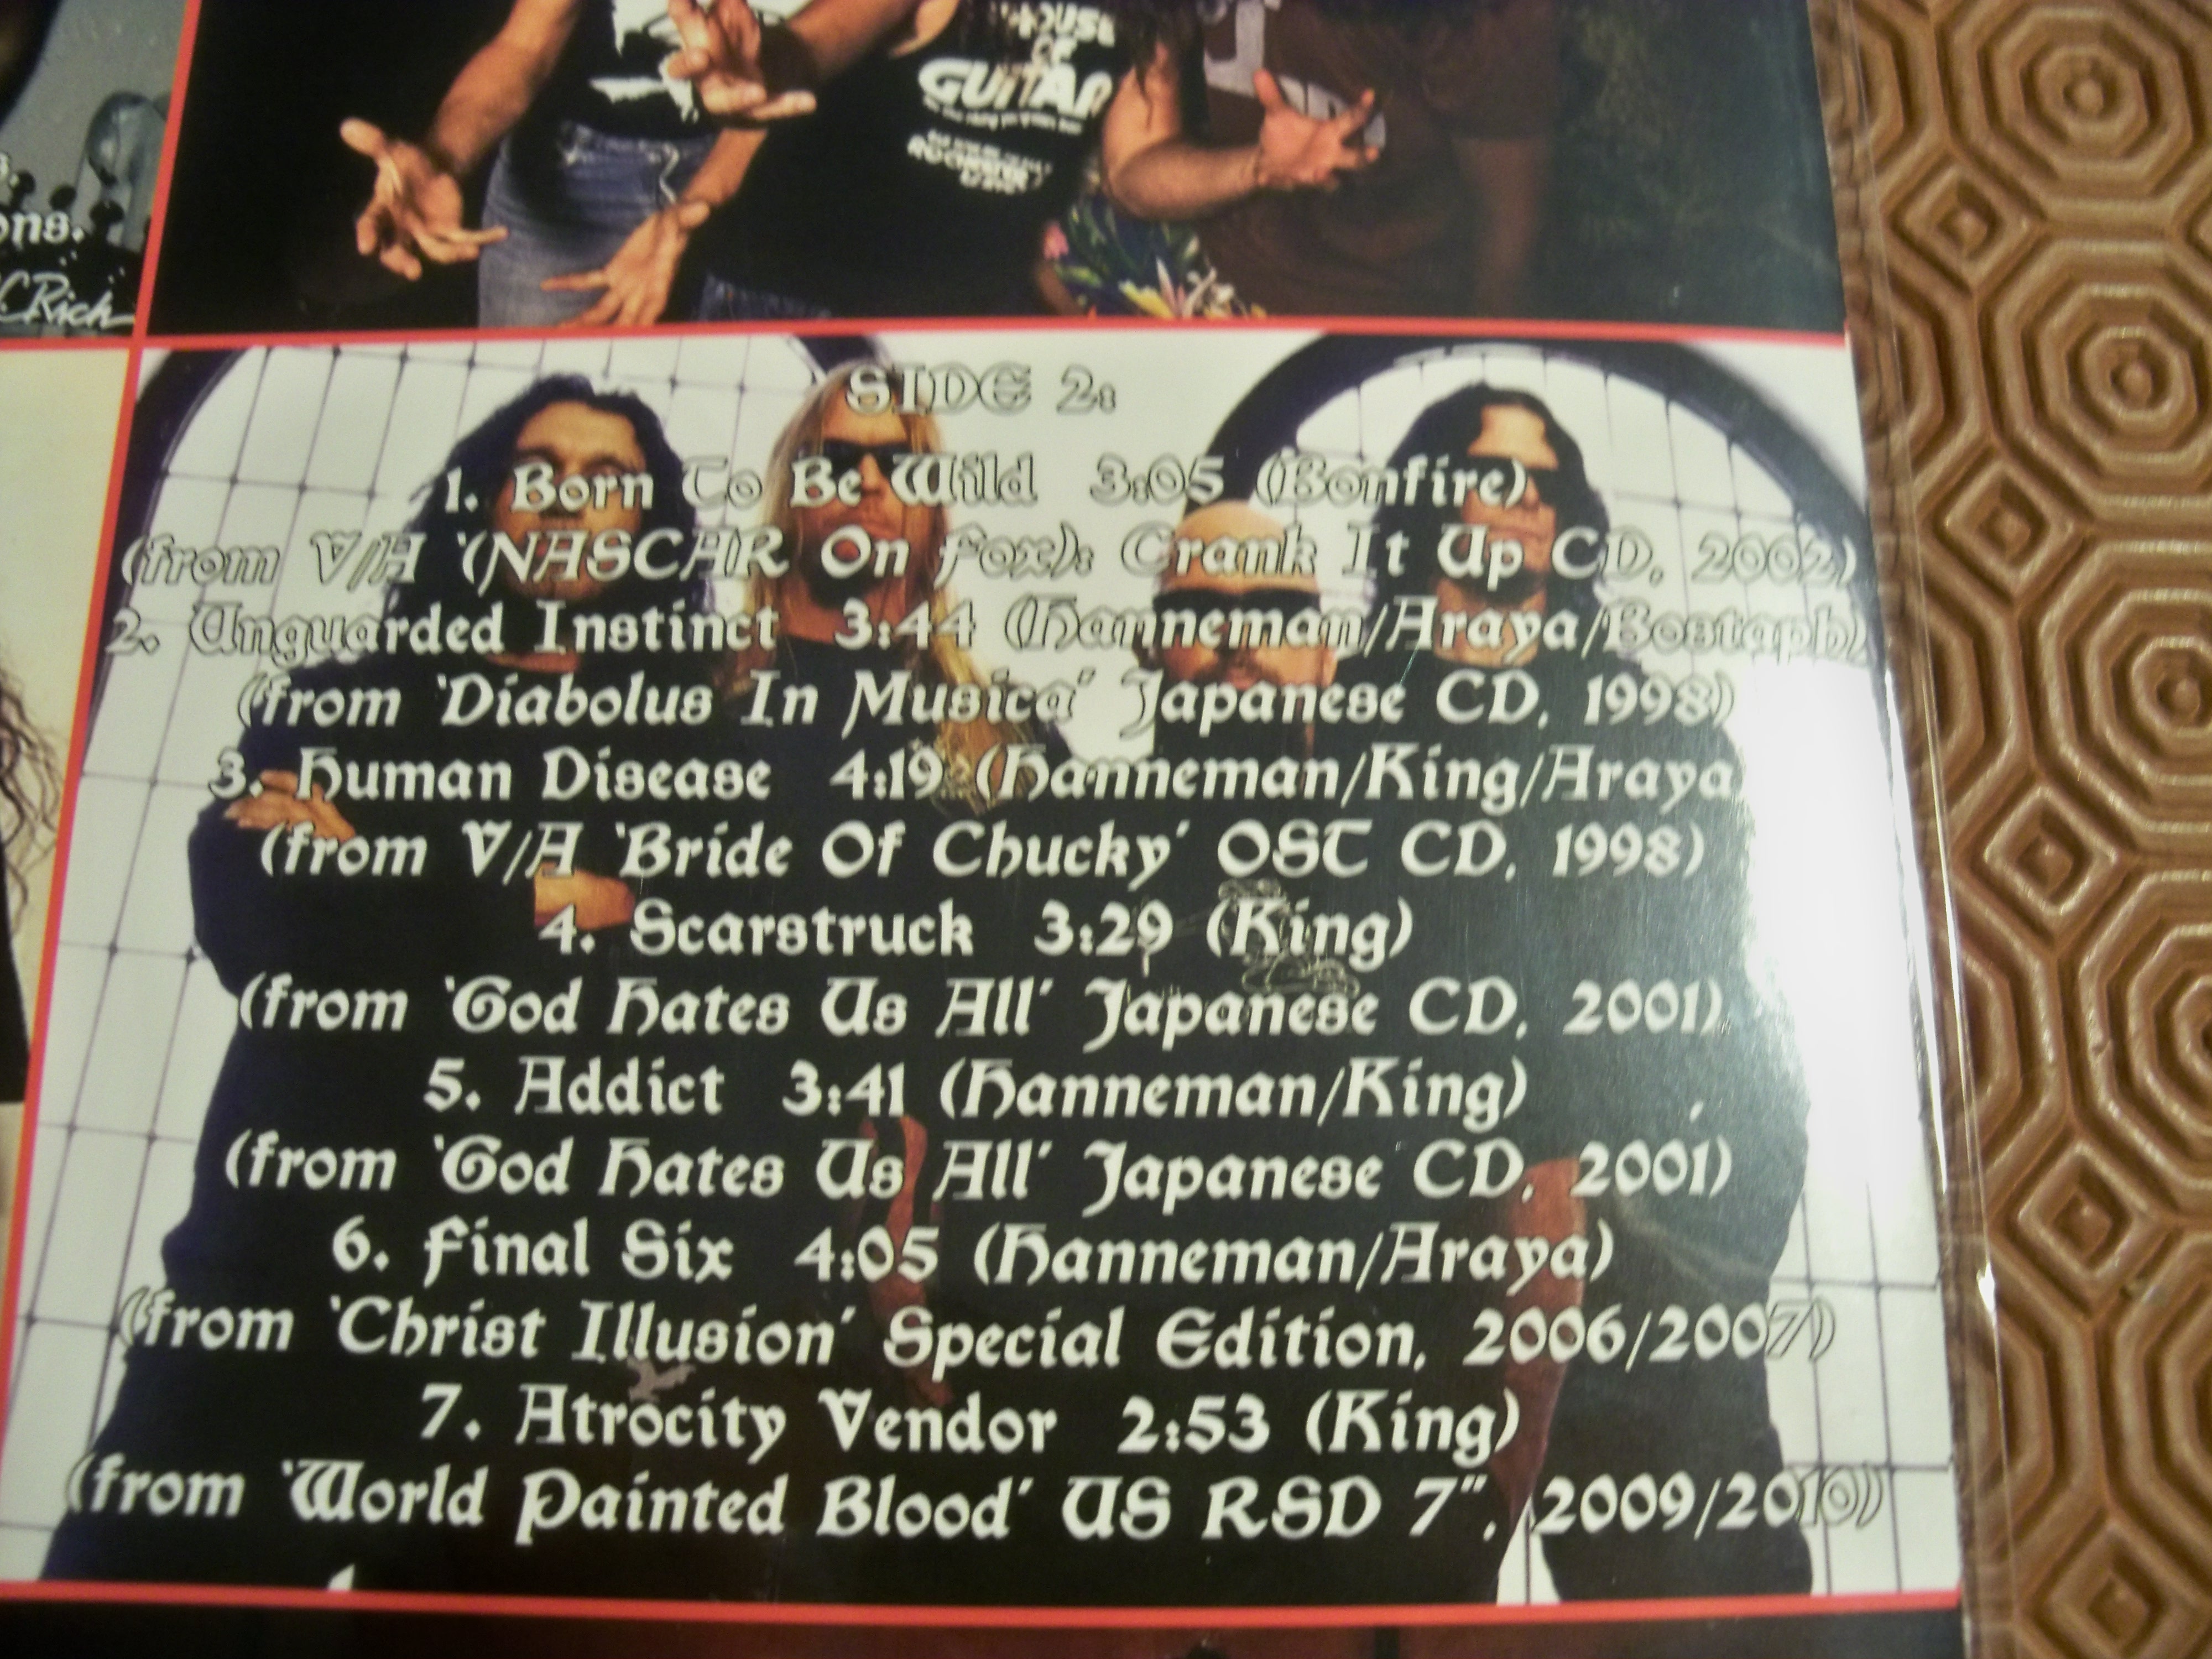 HOUSE
OF
GUITAR
ons.
B.C. Rich
SIDE 2:
1. Born To Be Wild 3:05 (Bonfire)
(from V/A '(NASCAR On Fox): Crank It Up CD, 2002)
2. Unguarded Instinct 3:44 (Hanneman/Araya/Bostaph)
(from 'Diabolus In Musica' Japanese CD, 1998)
3. Human Disease 4:19 (Hanneman/King/Araya
(from V/A 'Bride Of Chucky' OST CD, 1998)
4. Scarstruck 3:29 (King)
(from 'God Hates Us All' Japanese CD, 2001)
5. Addict 3:41 (Hanneman/King)
(from 'God Hates Us All' Japanese CD, 2001)
6. Final Six 4:05 (Hanneman/Araya)
(from 'Christ Illusion' Special Edition, 2006/2007)
7. Atrocity Vendor 2:53 (King)
(from 'World Painted Blood' US RSD 7", 2009/2010)